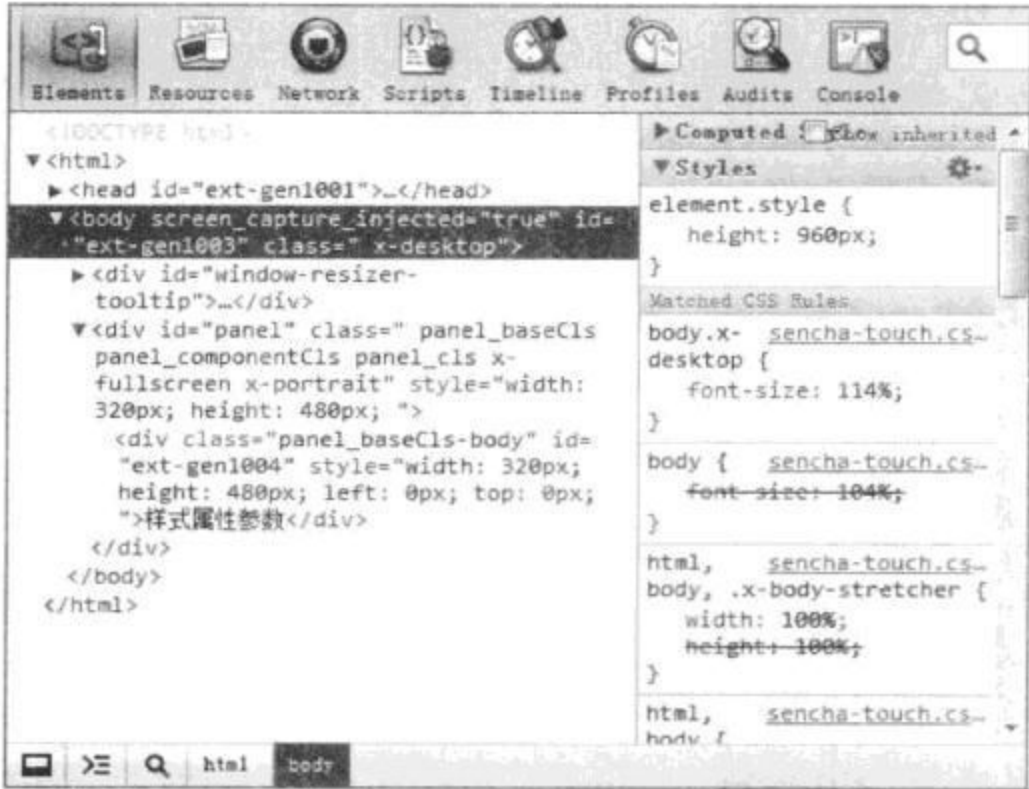 Elements Resources Network Scripts Timeline Profiles Audits Console
<!DOCTYPE html>
▼<html>
▶<head id="ext-gen1001">…</head>
▼<body screen_capture_injected="true" id=
"ext-gen1003" class=" x-desktop">
▶<div id="window-resizer-
tooltip">…</div>
▼<div id="panel" class=" panel_baseCls
panel_componentCls panel_cls x-
fullscreen x-portrait" style="width:
320px; height: 480px; ">
<div class="panel_baseCls-body" id=
"ext-gen1004" style="width: 320px;
height: 480px; left: 0px; top: 0px;
">样式属性参数</div>
</div>
</body>
</html>
▶Computed Show inherited
▼Styles
element.style {
height: 960px;
}
Matched CSS Rules
body.x- sencha-touch.cs…
desktop {
font-size: 114%;
}
body { sencha-touch.cs…
font-size: 104%;
}
html, sencha-touch.cs…
body, .x-body-stretcher {
width: 100%;
height: 100%;
}
html, sencha-touch.cs…
body {
html body